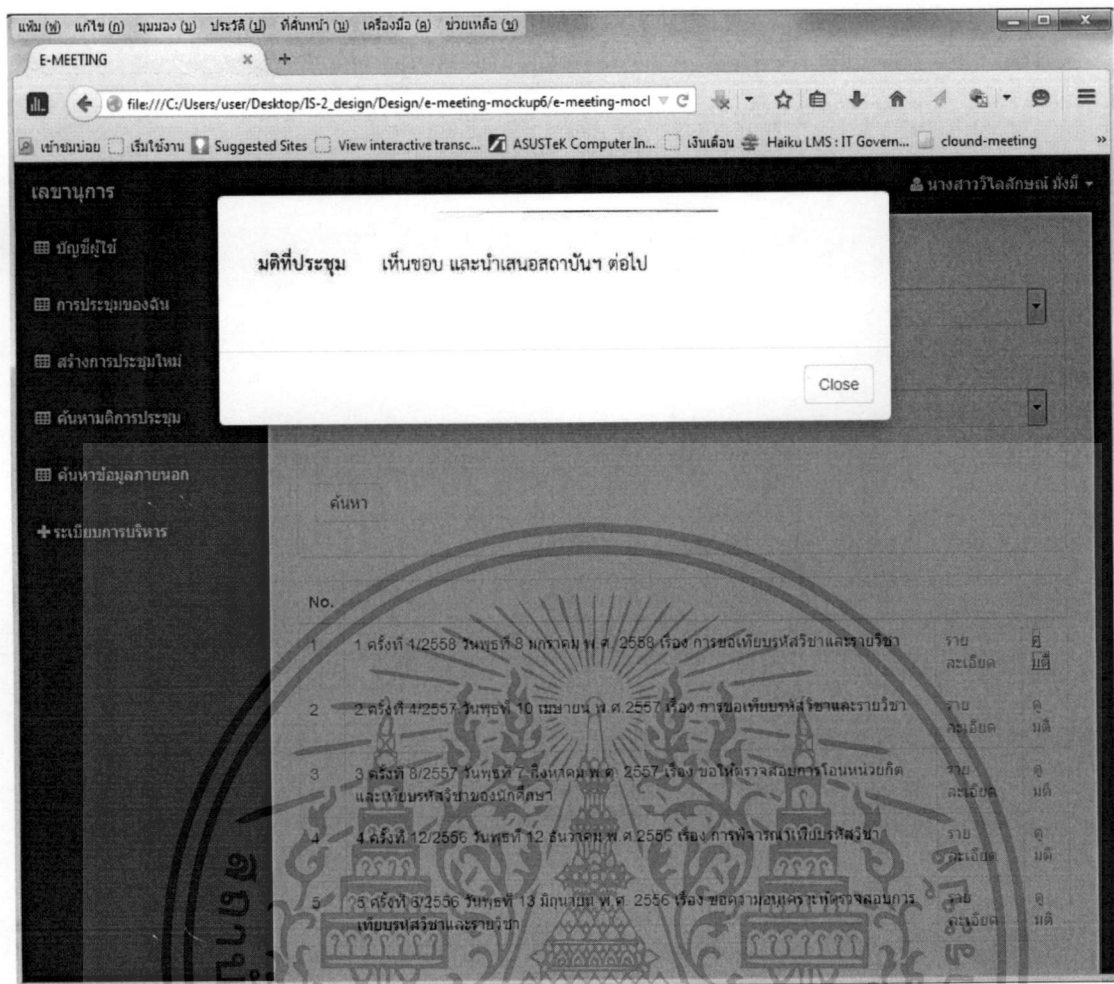 แฟ้ม (ฟ) แก้ไข (ก) มุมมอง (ม) ประวัติ (ป) ที่คั่นหน้า (น) เครื่องมือ (ค) ช่วยเหลือ (ช)
E-MEETING
file:///C:/Users/user/Desktop/IS-2_design/Design/e-meeting-mockup6/e-meeting-mocl
เข้าชมบ่อย เริ่มใช้งาน Suggested Sites View interactive transc... ASUSTeK Computer In... เงินเดือน Haiku LMS : IT Govern... clound-meeting »
เลขานุการ
นางสาววิไลลักษณ์ มั่งมี
บัญชีผู้ใช้
การประชุมของฉัน
สร้างการประชุมใหม่
ค้นหามติการประชุม
ค้นหาข้อมูลภายนอก
ระเบียบการบริหาร
มติที่ประชุม เห็นชอบ และนำเสนอสถาบันฯ ต่อไป
Close
ค้นหา
No.
1 1 ครั้งที่ 1/2558 วันพุธที่ 8 มกราคม พ.ศ. 2558 เรื่อง การขอเทียบรหัสวิชาและรายวิชา ราย ดู
ละเอียด มติ
2 2 ครั้งที่ 4/2557 วันพุธที่ 10 เมษายน พ.ศ.2557 เรื่อง การขอเทียบรหัสวิชาและรายวิชา ราย ดู
ละเอียด มติ
3 3 ครั้งที่ 8/2557 วันพุธที่ 7 สิงหาคม พ.ศ. 2557 เรื่อง ขอให้ตรวจสอบการโอนหน่วยกิต ราย ดู
และเทียบรหัสวิชาของนักศึกษา ละเอียด มติ
4 4 ครั้งที่ 12/2556 วันพุธที่ 12 ธันวาคม พ.ศ.2556 เรื่อง การพิจารณาเทียบรหัสวิชา ราย ดู
ละเอียด มติ
5 5 ครั้งที่ 6/2556 วันพุธที่ 13 มิถุนายน พ.ศ. 2556 เรื่อง ขอความอนุเคราะห์ตรวจสอบการ ราย ดู
เทียบรหัสวิชาและรายวิชา ละเอียด มติ